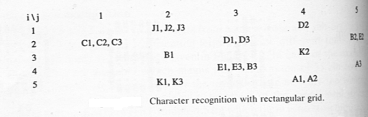 i\j 1 2 3 4 5
1 J1, J2, J3 D2
2 C1, C2, C3 D1, D3 B2, E2
3 B1 K2
4 E1, E3, B3 A3
5 K1, K3 A1, A2
Character recognition with rectangular grid.